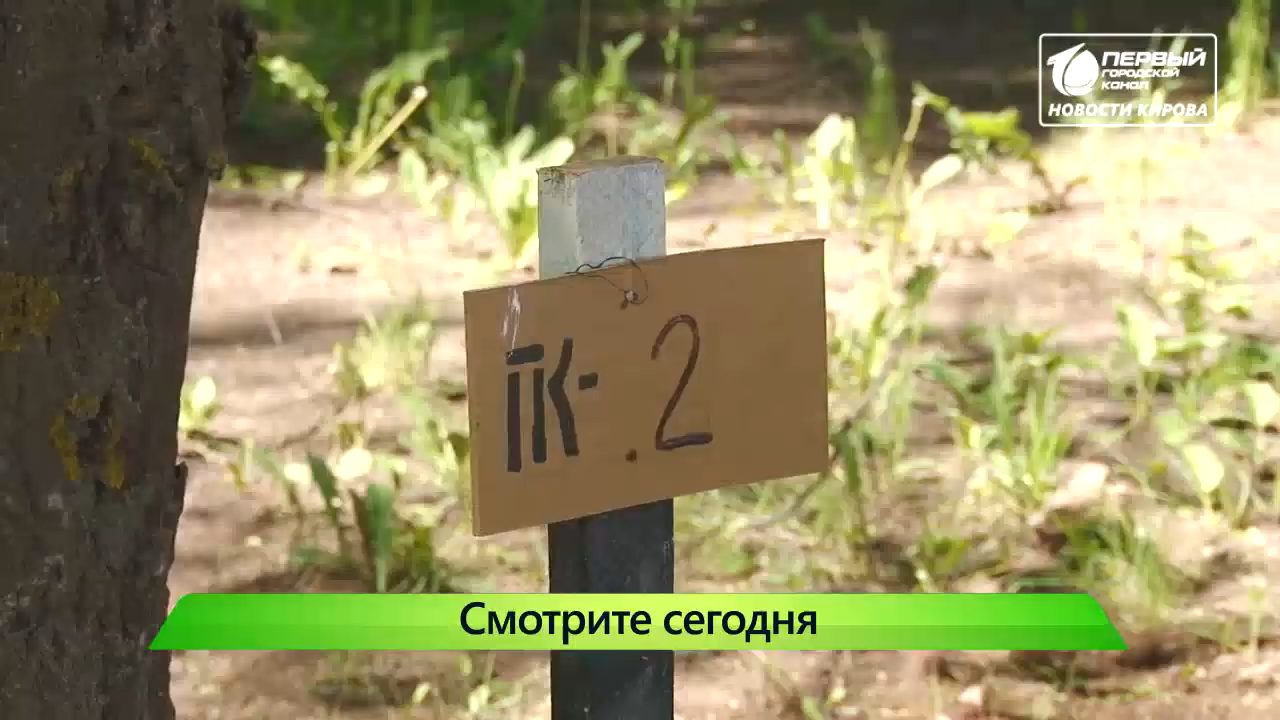 ПЕРВЫЙ
ГОРОДСКОЙ
КАНАЛ
НОВОСТИ КИРОВА
ПК- .2
Смотрите сегодня